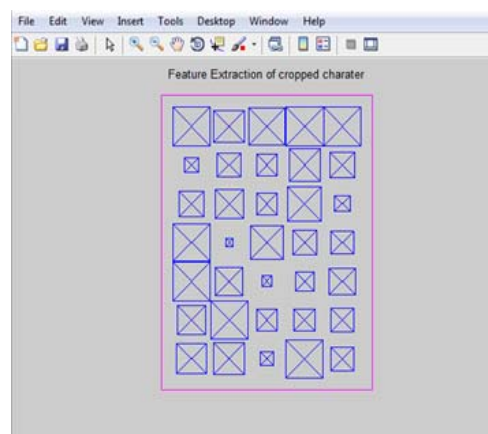 File Edit View Insert Tools Desktop Window Help
Feature Extraction of cropped charater